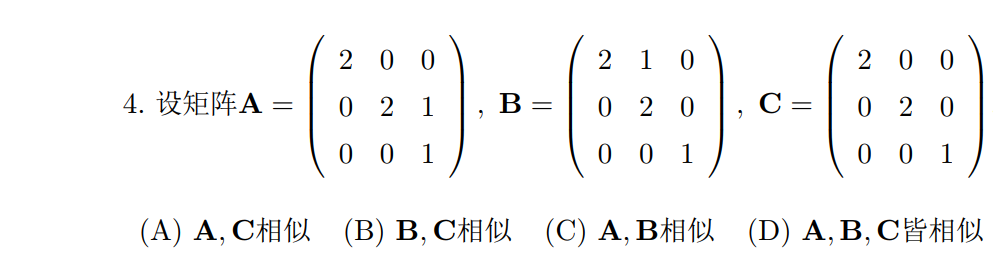 4. 设矩阵A = ( 2 0 0 0 2 1 0 0 1 ), B = ( 2 1 0 0 2 0 0 0 1 ), C = ( 2 0 0 0 2 0 0 0 1 )
(A) A, C相似 (B) B, C相似 (C) A, B相似 (D) A, B, C皆相似